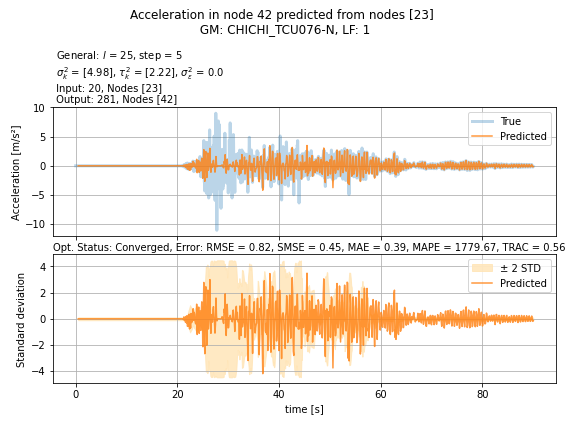 Acceleration in node 42 predicted from nodes [23]
GM: CHICHI_TCU076-N, LF: 1
General: l = 25, step = 5
σ²ₖ = [4.98], τ²ₖ = [2.22], σ²ε = 0.0
Input: 20, Nodes [23]
Output: 281, Nodes [42]
10
5
0
−5
−10
Acceleration [m/s²]
True
Predicted
Opt. Status: Converged, Error: RMSE = 0.82, SMSE = 0.45, MAE = 0.39, MAPE = 1779.67, TRAC = 0.56
4
2
0
−2
−4
Standard deviation
± 2 STD
Predicted
0 20 40 60 80
time [s]